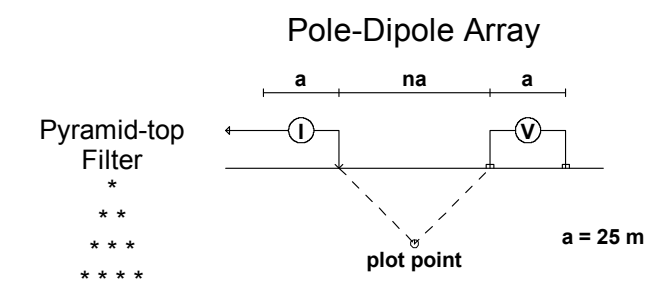 Pole-Dipole Array
a na a
I V
Pyramid-top
Filter
*
* *
* * *
* * * *
a = 25 m
plot point